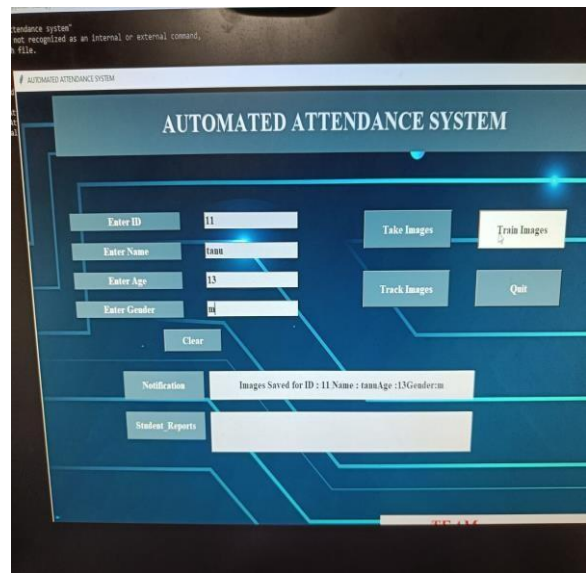 tendance system"
not recognized as an internal or external command,
file.
AUTOMATED ATTENDANCE SYSTEM
AUTOMATED ATTENDANCE SYSTEM
Enter ID
11
Take Images
Train Images
Enter Name
tanu
Enter Age
13
Track Images
Quit
Enter Gender
m
Clear
Notification
Images Saved for ID : 11 Name : tanuAge :13Gender:m
Student_Reports
TEAM